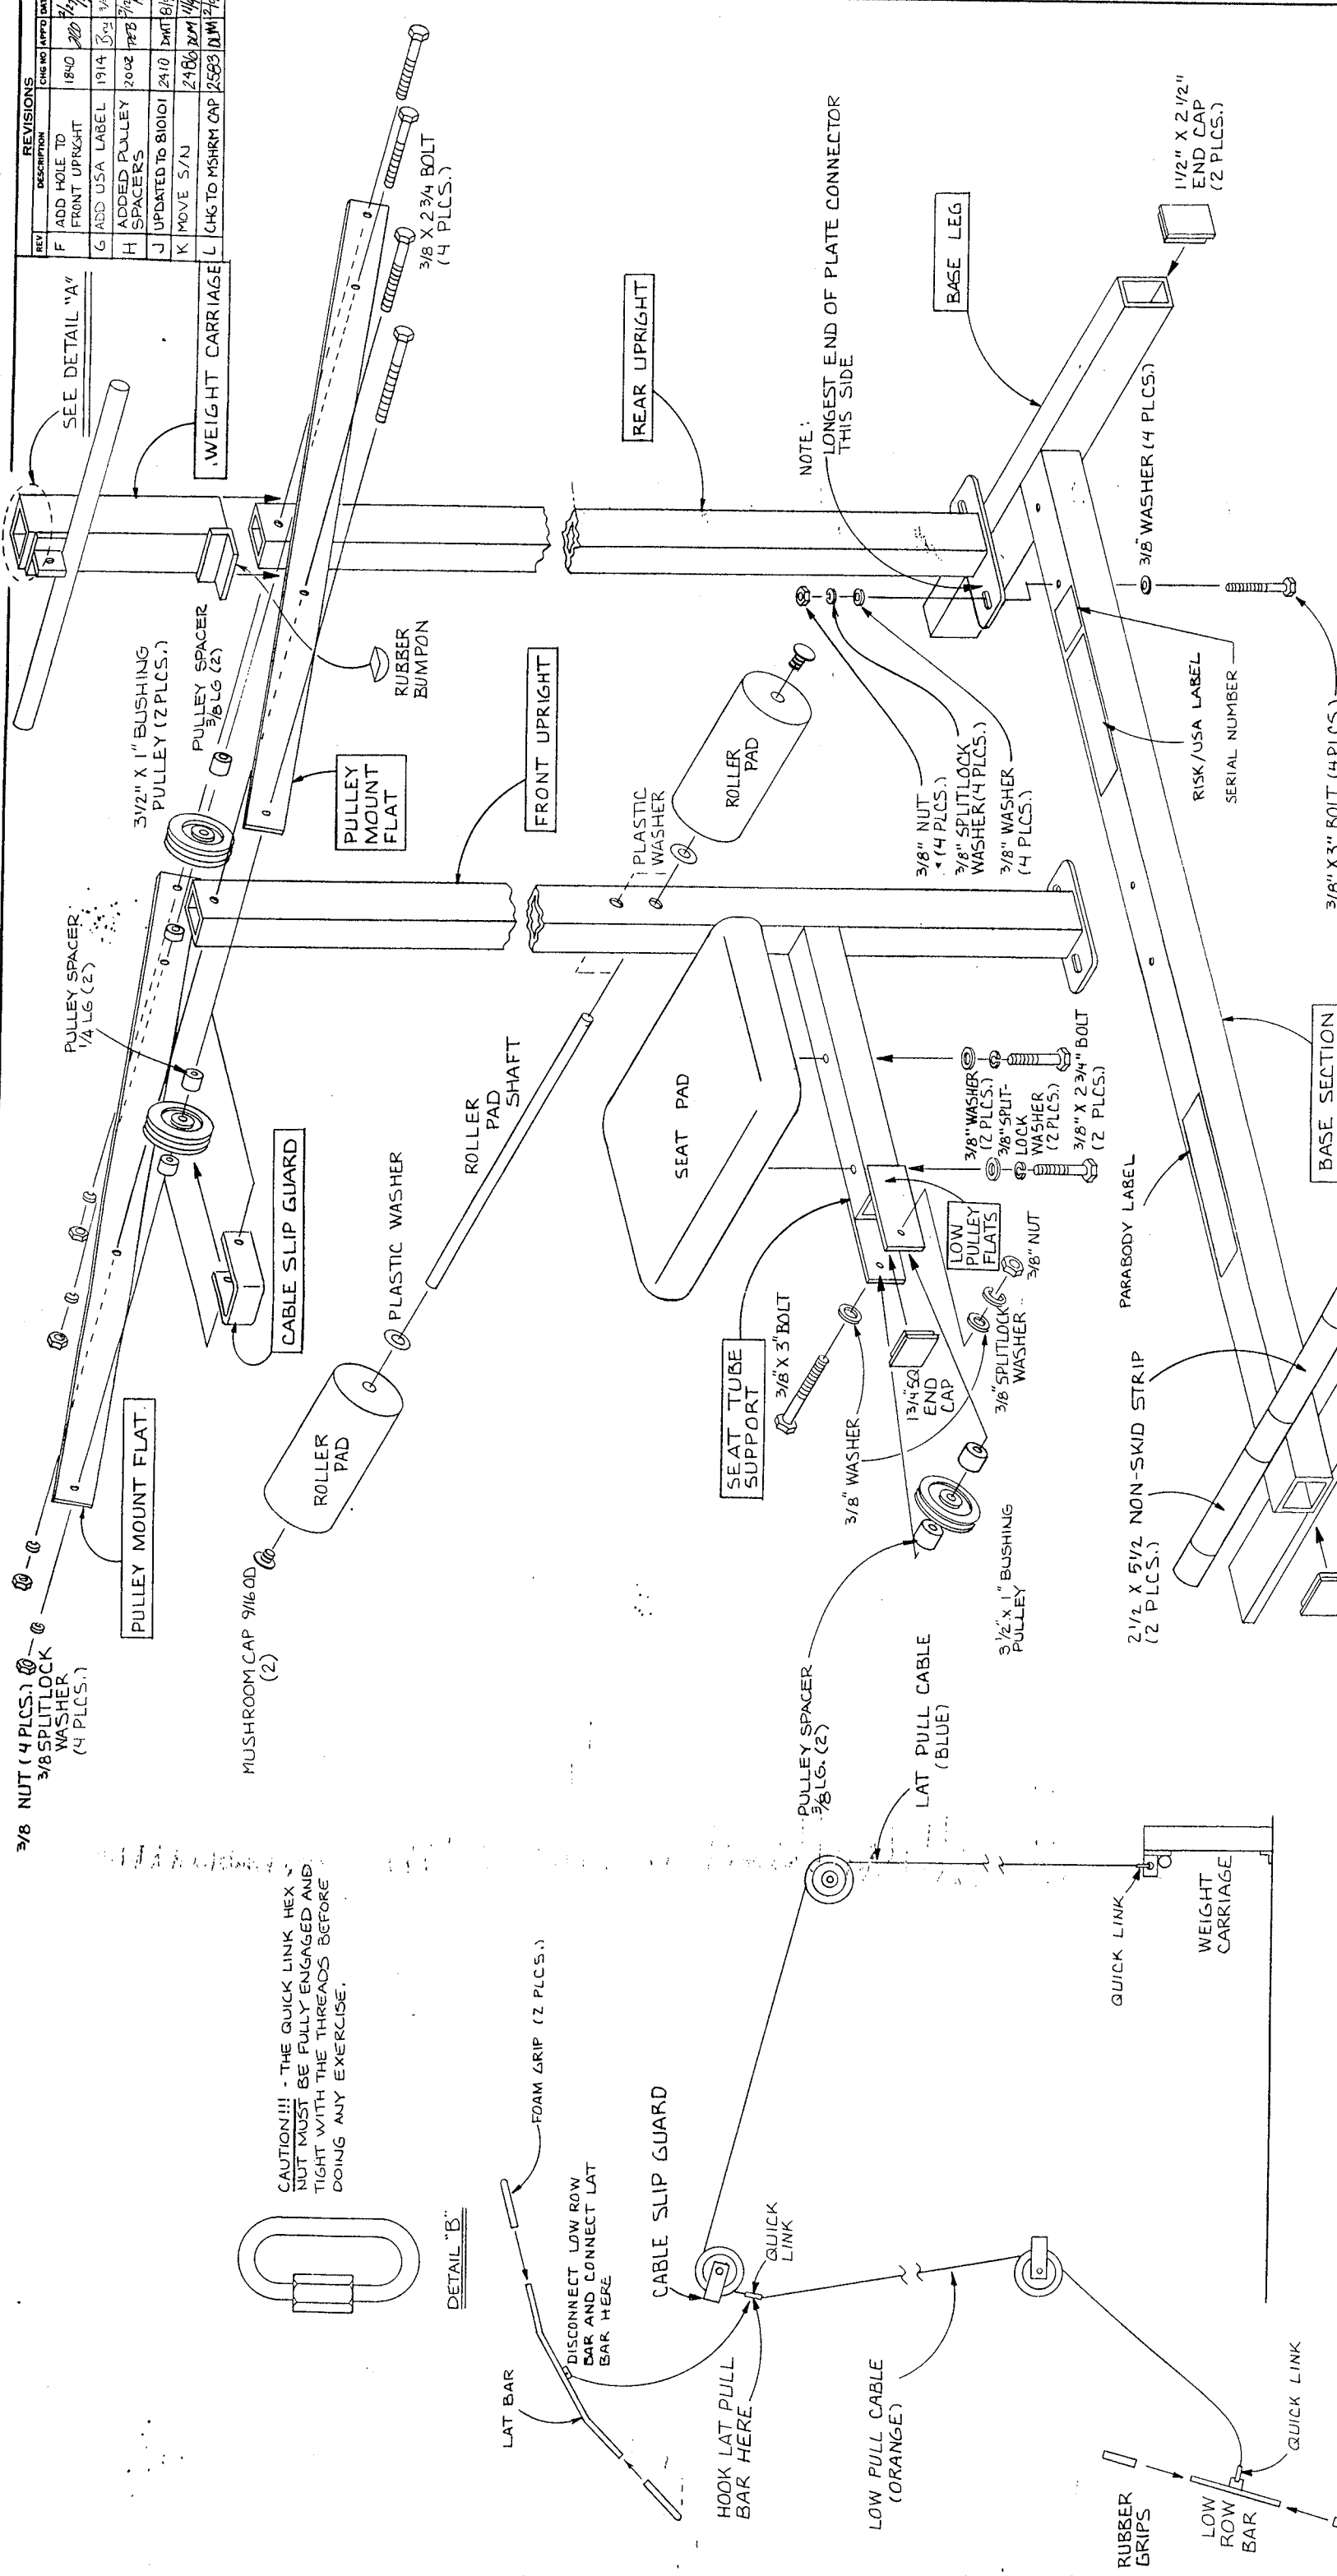 REVISIONS
REV DESCRIPTION CHG NO APP'D
F ADD HOLE TO
FRONT UPRIGHT 1840
G ADD USA LABEL 1914
H ADDED PULLEY
SPACERS 2002
J UPDATED TO 810101 2410
K MOVE S/N 2486
L CHG TO MSHRM CAP 2583
SEE DETAIL "A"
WEIGHT CARRIAGE
3/8 X 2 3/4 BOLT
(4 PLCS.)
3 1/2" X 1" BUSHING
PULLEY (2 PLCS.)
PULLEY SPACER
3/8 LG (2)
RUBBER
BUMPON
PULLEY
MOUNT
FLAT
PULLEY SPACER
1/4 LG (2)
3/8 NUT (4 PLCS.)
3/8 SPLITLOCK
WASHER
(4 PLCS.)
PULLEY MOUNT FLAT
CABLE SLIP GUARD
FRONT UPRIGHT
REAR UPRIGHT
NOTE:
LONGEST END OF PLATE CONNECTOR
THIS SIDE
BASE LEG
1 1/2" X 2 1/2"
END CAP
(2 PLCS.)
MUSHROOM CAP 9/16 OD
(2)
ROLLER
PAD
PLASTIC WASHER
ROLLER
PAD
SHAFT
PLASTIC
WASHER
ROLLER
PAD
SEAT PAD
3/8" NUT
(4 PLCS.)
3/8" SPLITLOCK
WASHER (4 PLCS.)
3/8" WASHER
(4 PLCS.)
3/8" WASHER (4 PLCS.)
3/8" X 3" BOLT (4 PLCS.)
RISK/USA LABEL
SERIAL NUMBER
SEAT TUBE
SUPPORT
3/8" X 3" BOLT
3/8" WASHER
1 3/4" SQ
END
CAP
LOW
PULLEY
FLATS
3/8" SPLITLOCK
WASHER
3/8" NUT
3/8" WASHER
(2 PLCS.)
3/8" SPLIT-
LOCK
WASHER
(2 PLCS.)
3/8" X 2 3/4" BOLT
(2 PLCS.)
PULLEY SPACER
3/8 LG. (2)
3 1/2" X 1" BUSHING
PULLEY
PARABODY LABEL
BASE SECTION
2 1/2 X 5 1/2 NON-SKID STRIP
(2 PLCS.)
CAUTION!!! - THE QUICK LINK HEX
NUT MUST BE FULLY ENGAGED AND
TIGHT WITH THE THREADS BEFORE
DOING ANY EXERCISE.
DETAIL "B"
FOAM GRIP (2 PLCS.)
LAT BAR
DISCONNECT LOW ROW
BAR AND CONNECT LAT
BAR HERE
CABLE SLIP GUARD
QUICK
LINK
HOOK LAT PULL
BAR HERE
LAT PULL CABLE
(BLUE)
LOW PULL CABLE
(ORANGE)
QUICK LINK
WEIGHT
CARRIAGE
RUBBER
GRIPS
LOW
ROW
BAR
QUICK LINK